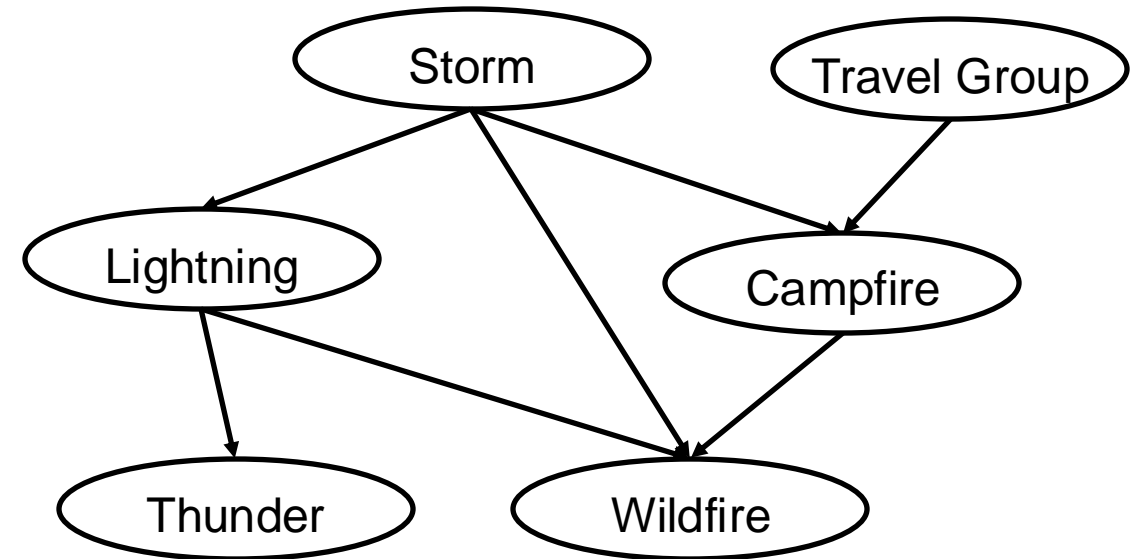 Storm
Travel Group
Lightning
Campfire
Thunder
Wildfire